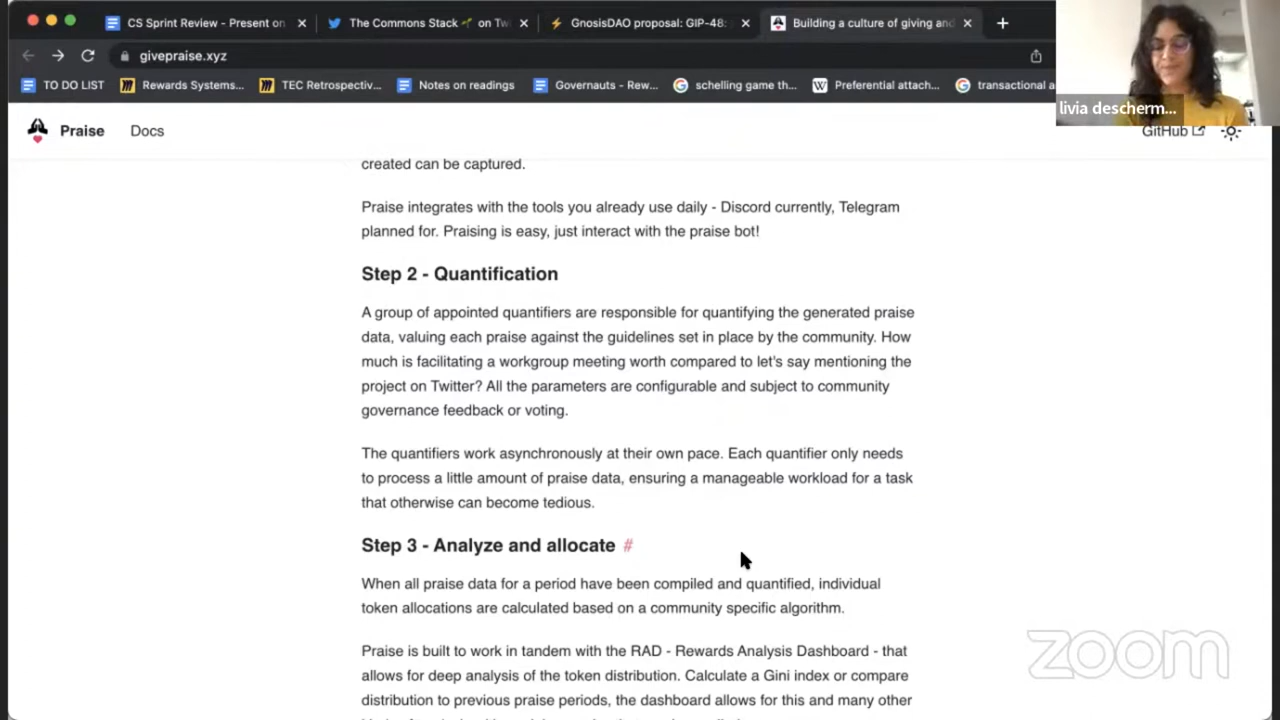 CS Sprint Review - Present on
The Commons Stack 🌱 on Tw
GnosisDAO proposal: GIP-48:
Building a culture of giving and
givepraise.xyz
TO DO LIST
Rewards Systems...
TEC Retrospectiv...
Notes on readings
Governauts - Rew...
schelling game th...
Preferential attach...
transactional a
livia descherm...
Praise
Docs
GitHub
created can be captured.
Praise integrates with the tools you already use daily - Discord currently, Telegram
planned for. Praising is easy, just interact with the praise bot!
Step 2 - Quantification
A group of appointed quantifiers are responsible for quantifying the generated praise
data, valuing each praise against the guidelines set in place by the community. How
much is facilitating a workgroup meeting worth compared to let's say mentioning the
project on Twitter? All the parameters are configurable and subject to community
governance feedback or voting.
The quantifiers work asynchronously at their own pace. Each quantifier only needs
to process a little amount of praise data, ensuring a manageable workload for a task
that otherwise can become tedious.
Step 3 - Analyze and allocate #
When all praise data for a period have been compiled and quantified, individual
token allocations are calculated based on a community specific algorithm.
Praise is built to work in tandem with the RAD - Rewards Analysis Dashboard - that
allows for deep analysis of the token distribution. Calculate a Gini index or compare
distribution to previous praise periods, the dashboard allows for this and many other
zoom